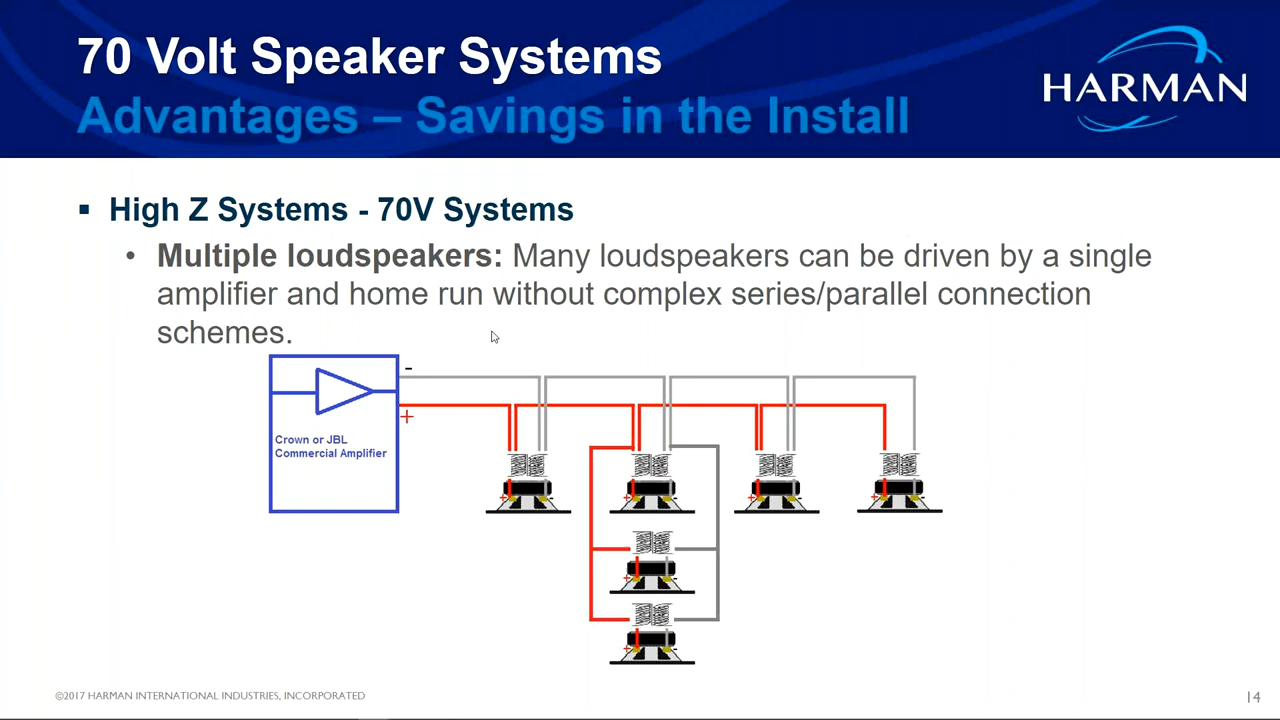 70 Volt Speaker Systems
Advantages – Savings in the Install
HARMAN
▪ High Z Systems - 70V Systems
• Multiple loudspeakers: Many loudspeakers can be driven by a single
amplifier and home run without complex series/parallel connection
schemes.
-
+
Crown or JBL
Commercial Amplifier
+ -
+ -
+ -
+ -
+ -
+ -
©2017 HARMAN INTERNATIONAL INDUSTRIES, INCORPORATED
14